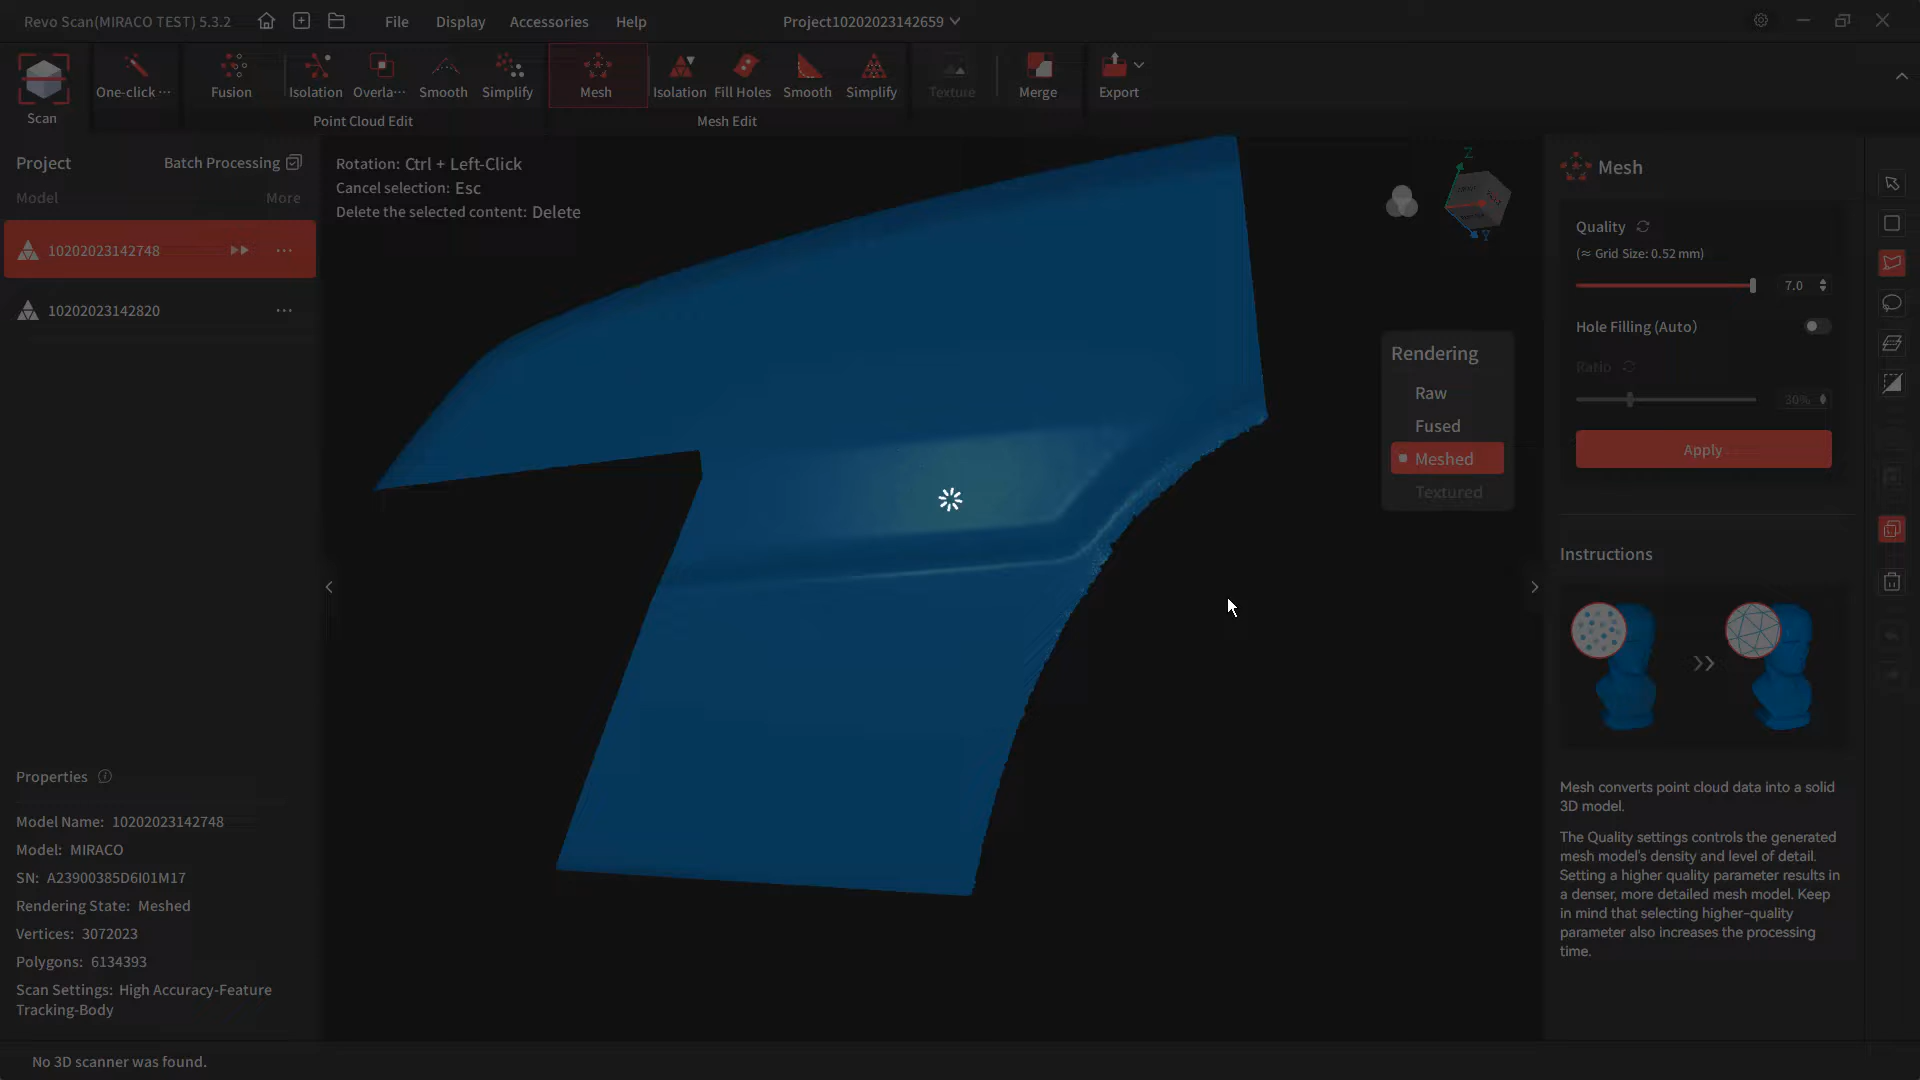 Revo Scan(MIRACO TEST) 5.3.2
File
Display
Accessories
Help
Project10202023142659
Scan
One-click ···
Fusion
Isolation
Overla···
Smooth
Simplify
Point Cloud Edit
Mesh
Isolation
Fill Holes
Smooth
Simplify
Mesh Edit
Texture
Merge
Export
Project
Batch Processing
Model
More
10202023142748
10202023142820
Rotation: Ctrl + Left-Click
Cancel selection: Esc
Delete the selected content: Delete
Z
Y
Rendering
Raw
Fused
Meshed
Textured
Mesh
Quality
(≈ Grid Size: 0.52 mm)
7.0
Hole Filling (Auto)
Ratio
30%
Apply
Instructions
Mesh converts point cloud data into a solid
3D model.
The Quality settings controls the generated
mesh model's density and level of detail.
Setting a higher quality parameter results in
a denser, more detailed mesh model. Keep
in mind that selecting higher-quality
parameter also increases the processing
time.
Properties
Model Name: 10202023142748
Model: MIRACO
SN: A23900385D6I01M17
Rendering State: Meshed
Vertices: 3072023
Polygons: 6134393
Scan Settings: High Accuracy-Feature
Tracking-Body
No 3D scanner was found.